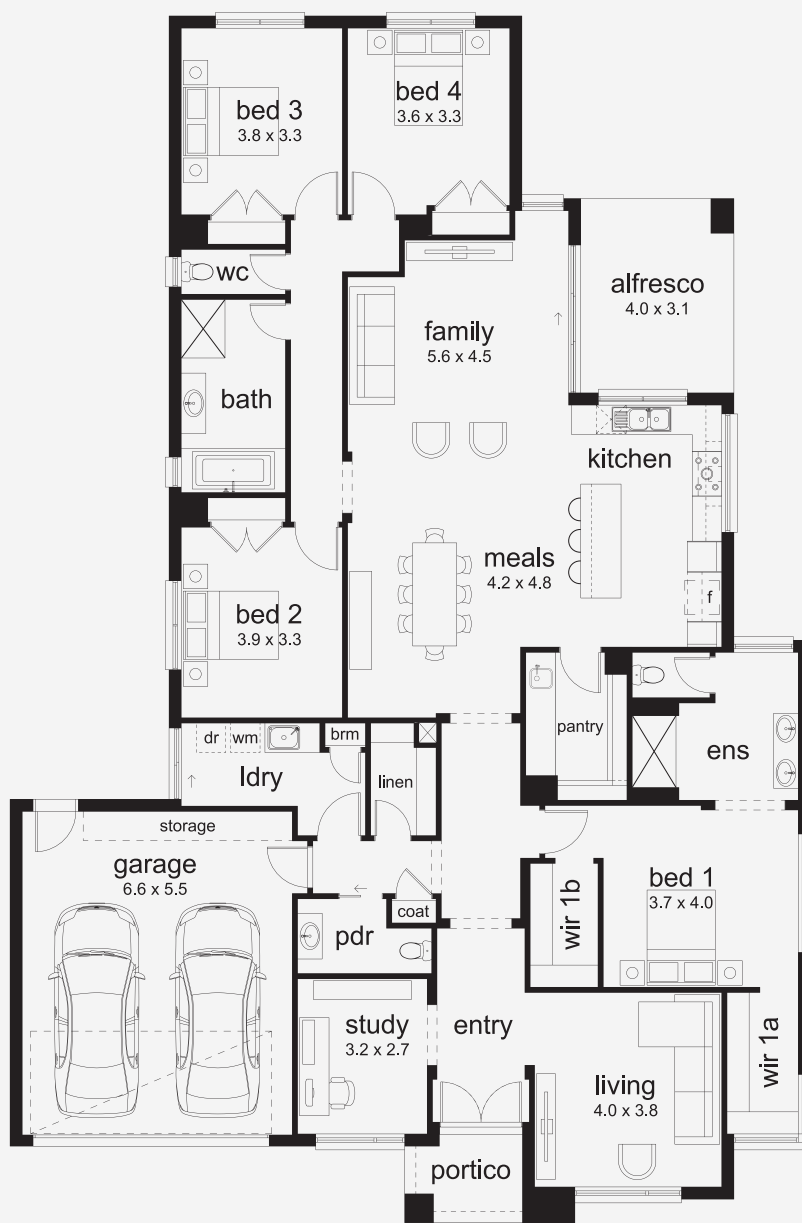 bed 3
3.8 x 3.3
bed 4
3.6 x 3.3
wc
alfresco
4.0 x 3.1
family
5.6 x 4.5
bath
kitchen
meals
4.2 x 4.8
f
bed 2
3.9 x 3.3
dr
wm
brm
pantry
ens
ldry
linen
storage
garage
6.6 x 5.5
bed 1
3.7 x 4.0
wir 1b
coat
pdr
study
3.2 x 2.7
entry
wir 1a
living
4.0 x 3.8
portico